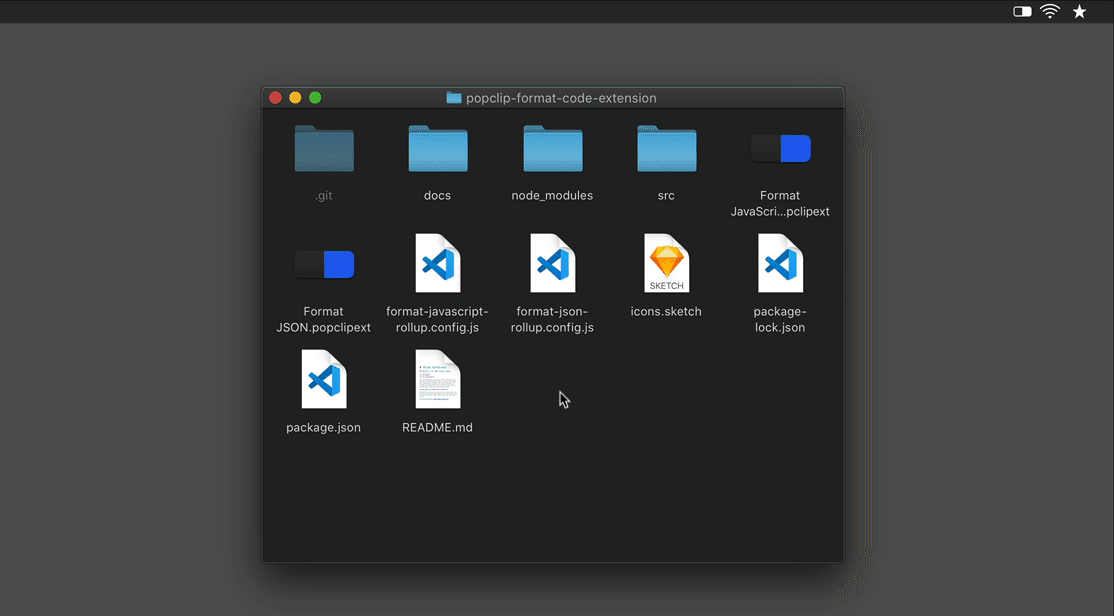 popclip-format-code-extension
.git
docs
node_modules
src
Format
JavaScri...pclipext
Format
JSON.popclipext
format-javascript-
rollup.config.js
format-json-
rollup.config.js
SKETCH
icons.sketch
package-
lock.json
package.json
README.md